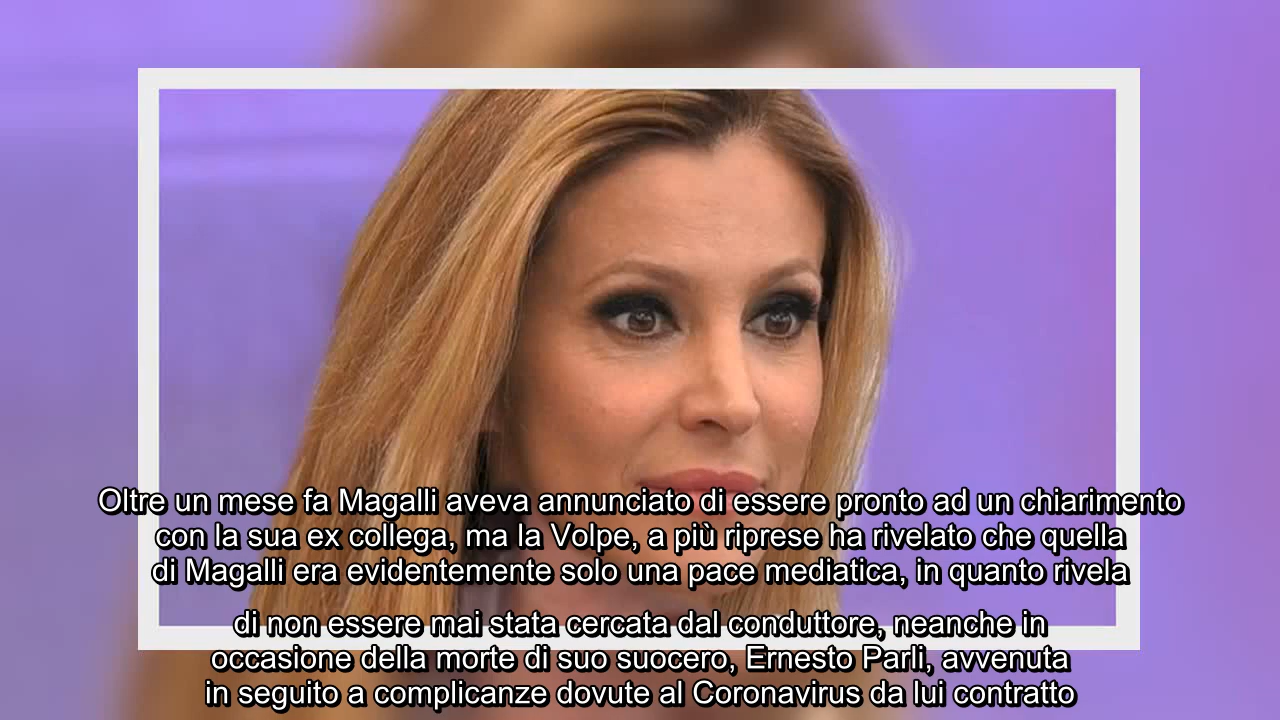 Oltre un mese fa Magalli aveva annunciato di essere pronto ad un chiarimento
con la sua ex collega, ma la Volpe, a più riprese ha rivelato che quella
di Magalli era evidentemente solo una pace mediatica, in quanto rivela
di non essere mai stata cercata dal conduttore, neanche in
occasione della morte di suo suocero, Ernesto Parli, avvenuta
in seguito a complicanze dovute al Coronavirus da lui contratto